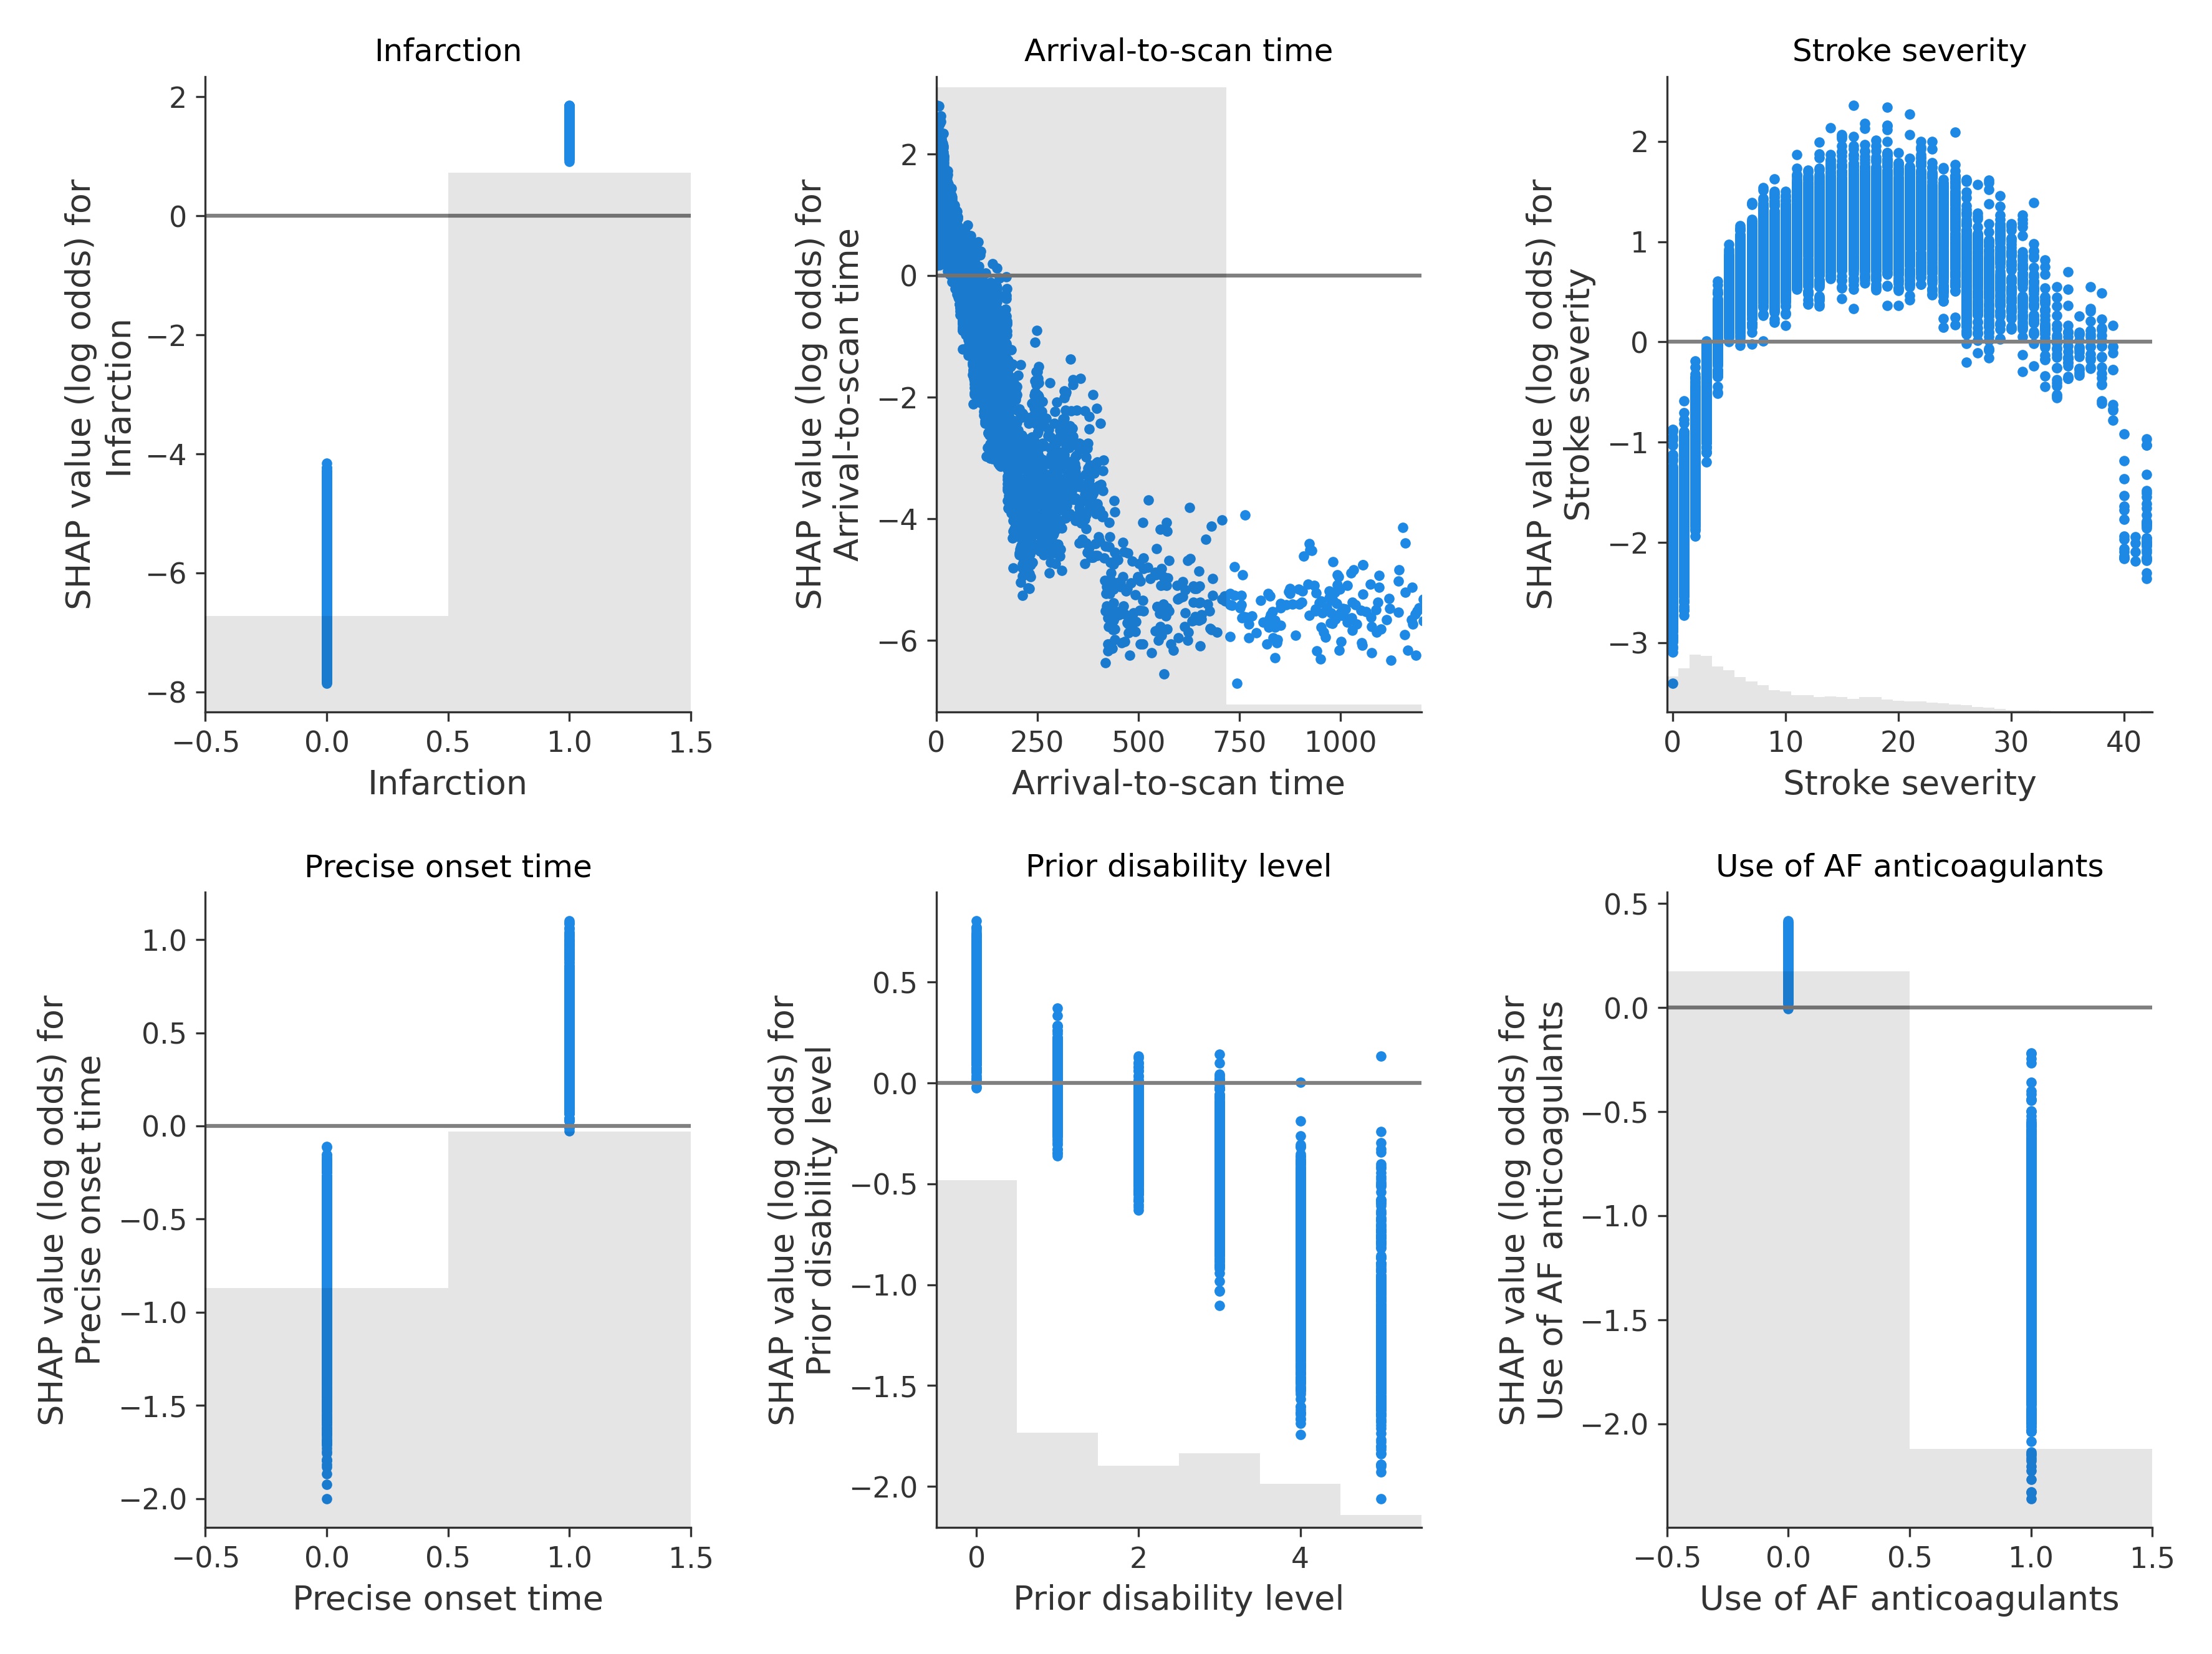 Infarction
SHAP value (log odds) for
Infarction
2
0
−2
−4
−6
−8
−0.5 0.0 0.5 1.0 1.5
Infarction
Arrival-to-scan time
SHAP value (log odds) for
Arrival-to-scan time
2
0
−2
−4
−6
0 250 500 750 1000
Arrival-to-scan time
Stroke severity
SHAP value (log odds) for
Stroke severity
2
1
0
−1
−2
−3
0 10 20 30 40
Stroke severity
Precise onset time
SHAP value (log odds) for
Precise onset time
1.0
0.5
0.0
−0.5
−1.0
−1.5
−2.0
−0.5 0.0 0.5 1.0 1.5
Precise onset time
Prior disability level
SHAP value (log odds) for
Prior disability level
0.5
0.0
−0.5
−1.0
−1.5
−2.0
0 2 4
Prior disability level
Use of AF anticoagulants
SHAP value (log odds) for
Use of AF anticoagulants
0.5
0.0
−0.5
−1.0
−1.5
−2.0
−0.5 0.0 0.5 1.0 1.5
Use of AF anticoagulants